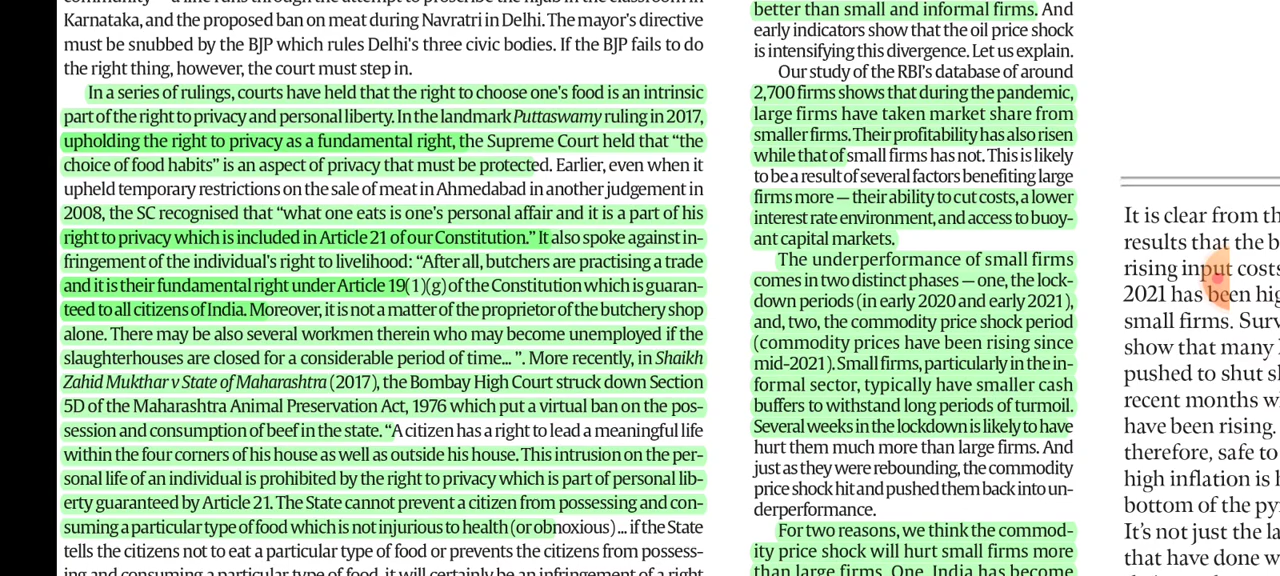 Karnataka, and the proposed ban on meat during Navratri in Delhi. The mayor's directive
must be snubbed by the BJP which rules Delhi's three civic bodies. If the BJP fails to do
the right thing, however, the court must step in.
In a series of rulings, courts have held that the right to choose one's food is an intrinsic
part of the right to privacy and personal liberty. In the landmark Puttaswamy ruling in 2017,
upholding the right to privacy as a fundamental right, the Supreme Court held that “the
choice of food habits” is an aspect of privacy that must be protected. Earlier, even when it
upheld temporary restrictions on the sale of meat in Ahmedabad in another judgement in
2008, the SC recognised that “what one eats is one's personal affair and it is a part of his
right to privacy which is included in Article 21 of our Constitution.” It also spoke against in-
fringement of the individual's right to livelihood: “After all, butchers are practising a trade
and it is their fundamental right under Article 19(1)(g) of the Constitution which is guaran-
teed to all citizens of India. Moreover, it is not a matter of the proprietor of the butchery shop
alone. There may be also several workmen therein who may become unemployed if the
slaughterhouses are closed for a considerable period of time... ”. More recently, in Shaikh
Zahid Mukthar v State of Maharashtra (2017), the Bombay High Court struck down Section
5D of the Maharashtra Animal Preservation Act, 1976 which put a virtual ban on the pos-
session and consumption of beef in the state. “A citizen has a right to lead a meaningful life
within the four corners of his house as well as outside his house. This intrusion on the per-
sonal life of an individual is prohibited by the right to privacy which is part of personal lib-
erty guaranteed by Article 21. The State cannot prevent a citizen from possessing and con-
suming a particular type of food which is not injurious to health (or obnoxious)... if the State
tells the citizens not to eat a particular type of food or prevents the citizens from possess-
ing and consuming a particular type of food, it will certainly be an infringement of a right
better than small and informal firms. And
early indicators show that the oil price shock
is intensifying this divergence. Let us explain.
Our study of the RBI's database of around
2,700 firms shows that during the pandemic,
large firms have taken market share from
smaller firms. Their profitability has also risen
while that of small firms has not. This is likely
to be a result of several factors benefiting large
firms more — their ability to cut costs, a lower
interest rate environment, and access to buoy-
ant capital markets.
The underperformance of small firms
comes in two distinct phases — one, the lock-
down periods (in early 2020 and early 2021),
and, two, the commodity price shock period
(commodity prices have been rising since
mid-2021). Small firms, particularly in the in-
formal sector, typically have smaller cash
buffers to withstand long periods of turmoil.
Several weeks in the lockdown is likely to have
hurt them much more than large firms. And
just as they were rebounding, the commodity
price shock hit and pushed them back into un-
derperformance.
For two reasons, we think the commod-
ity price shock will hurt small firms more
than large firms. One, India has become
It is clear from th
results that the b
rising input costs
2021 has been hig
small firms. Surv
show that many
pushed to shut s
recent months w
have been rising.
therefore, safe to
high inflation is
bottom of the py
It's not just the la
that have done w